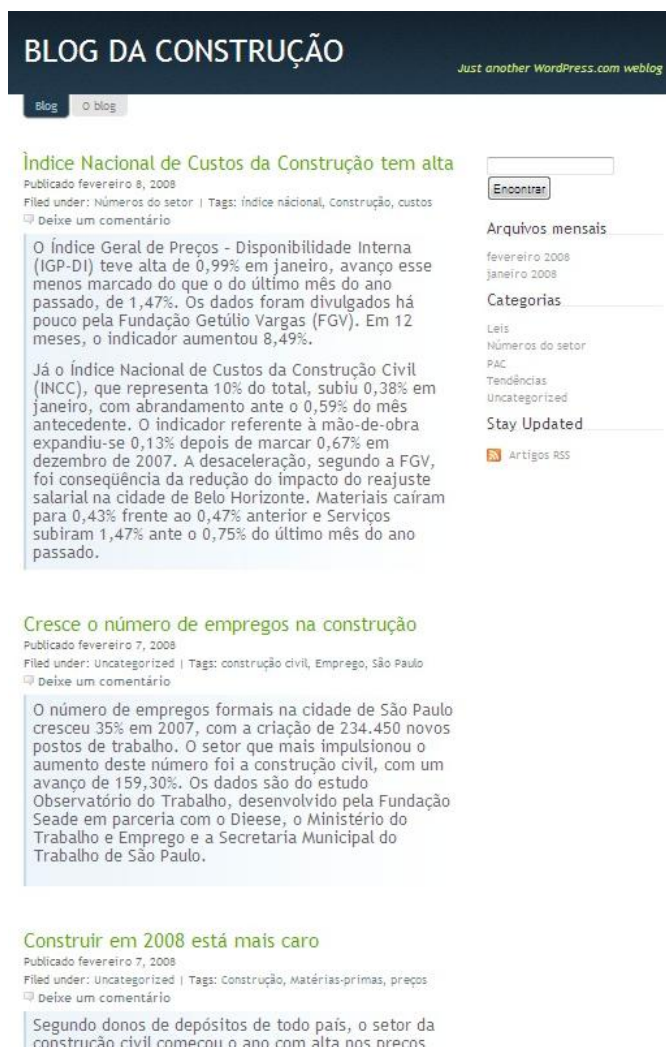 BLOG DA CONSTRUÇÃO
Just another WordPress.com weblog
Blog
O blog
Ìndice Nacional de Custos da Construção tem alta
Publicado fevereiro 8, 2008
Filed under: Números do setor | Tags: índice nácional, Construção, custos
Deixe um comentário
O Índice Geral de Preços - Disponibilidade Interna
(IGP-DI) teve alta de 0,99% em janeiro, avanço esse
menos marcado do que o do último mês do ano
passado, de 1,47%. Os dados foram divulgados há
pouco pela Fundação Getúlio Vargas (FGV). Em 12
meses, o indicador aumentou 8,49%.
Já o Índice Nacional de Custos da Construção Civil
(INCC), que representa 10% do total, subiu 0,38% em
janeiro, com abrandamento ante o 0,59% do mês
antecedente. O indicador referente à mão-de-obra
expandiu-se 0,13% depois de marcar 0,67% em
dezembro de 2007. A desaceleração, segundo a FGV,
foi conseqüência da redução do impacto do reajuste
salarial na cidade de Belo Horizonte. Materiais caíram
para 0,43% frente ao 0,47% anterior e Serviços
subiram 1,47% ante o 0,75% do último mês do ano
passado.
Cresce o número de empregos na construção
Publicado fevereiro 7, 2008
Filed under: Uncategorized | Tags: construção civil, Emprego, São Paulo
Deixe um comentário
O número de empregos formais na cidade de São Paulo
cresceu 35% em 2007, com a criação de 234.450 novos
postos de trabalho. O setor que mais impulsionou o
aumento deste número foi a construção civil, com um
avanço de 159,30%. Os dados são do estudo
Observatório do Trabalho, desenvolvido pela Fundação
Seade em parceria com o Dieese, o Ministério do
Trabalho e Emprego e a Secretaria Municipal do
Trabalho de São Paulo.
Construir em 2008 está mais caro
Publicado fevereiro 7, 2008
Filed under: Uncategorized | Tags: Construção, Matérias-primas, preços
Deixe um comentário
Segundo donos de depósitos de todo país, o setor da
construção civil começou o ano com alta nos preços
Encontrar
Arquivos mensais
fevereiro 2008
janeiro 2008
Categorias
Leis
Números do setor
PAC
Tendências
Uncategorized
Stay Updated
Artigos RSS